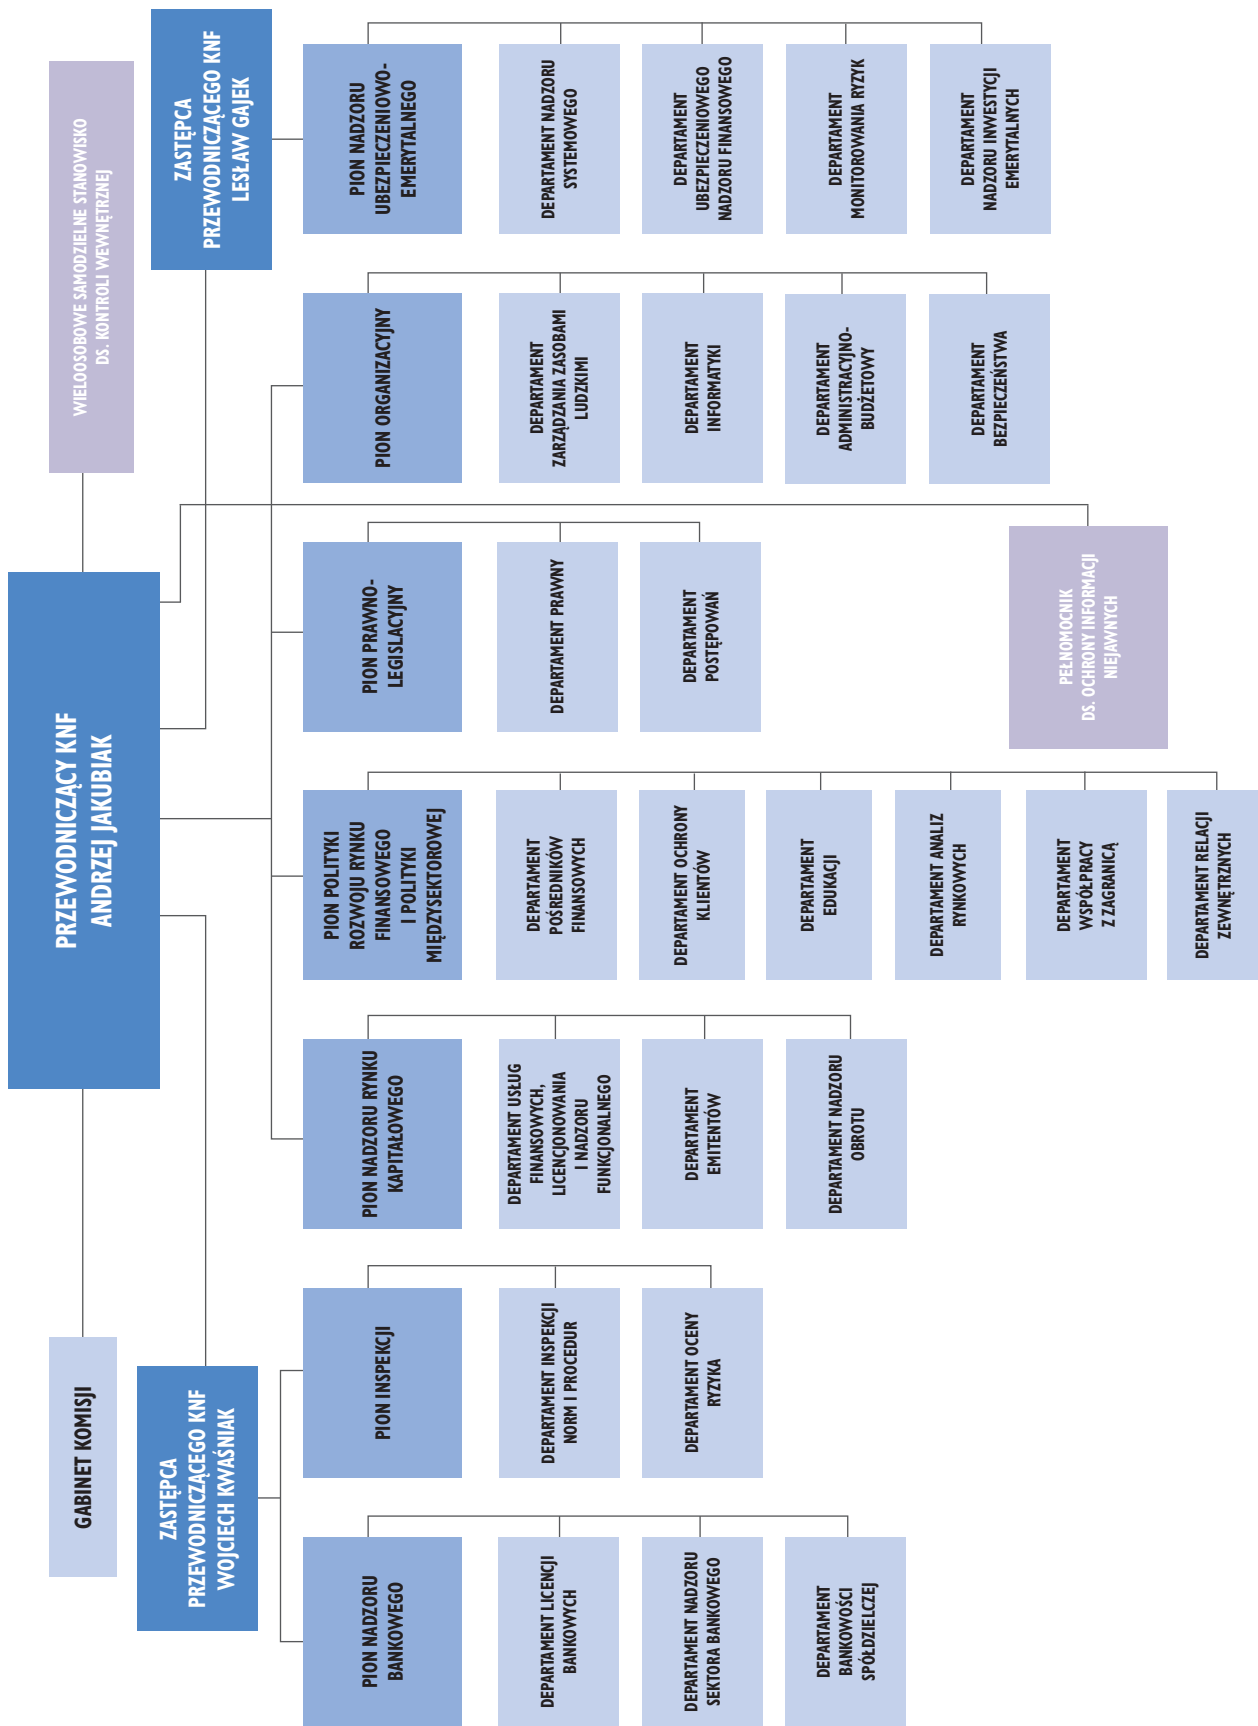 PRZEWODNICZĄCY KNF
ANDRZEJ JAKUBIAK
GABINET KOMISJI
WIELOOSOBOWE SAMODZIELNE STANOWISKO
DS. KONTROLI WEWNĘTRZNEJ
ZASTĘPCA
PRZEWODNICZĄCEGO KNF
WOJCIECH KWAŚNIAK
ZASTĘPCA
PRZEWODNICZĄCEGO KNF
LESŁAW GAJEK
PION NADZORU
BANKOWEGO
DEPARTAMENT LICENCJI
BANKOWYCH
DEPARTAMENT NADZORU
SEKTORA BANKOWEGO
DEPARTAMENT
BANKOWOŚCI
SPÓŁDZIELCZEJ
PION INSPEKCJI
DEPARTAMENT INSPEKCJI
NORM I PROCEDUR
DEPARTAMENT OCENY
RYZYKA
PION NADZORU RYNKU
KAPITAŁOWEGO
DEPARTAMENT USŁUG
FINANSOWYCH,
LICENCJONOWANIA
I NADZORU
FUNKCJONALNEGO
DEPARTAMENT
EMITENTÓW
DEPARTAMENT NADZORU
OBROTU
PION POLITYKI
ROZWOJU RYNKU
FINANSOWEGO
I POLITYKI
MIĘDZYSEKTOROWEJ
DEPARTAMENT
POŚREDNIKÓW
FINANSOWYCH
DEPARTAMENT OCHRONY
KLIENTÓW
DEPARTAMENT
EDUKACJI
DEPARTAMENT ANALIZ
RYNKOWYCH
DEPARTAMENT
WSPÓŁPRACY
Z ZAGRANICĄ
DEPARTAMENT RELACJI
ZEWNĘTRZNYCH
PION PRAWNO-
LEGISLACYJNY
DEPARTAMENT PRAWNY
DEPARTAMENT
POSTĘPOWAŃ
PEŁNOMOCNIK
DS. OCHRONY INFORMACJI
NIEJAWNYCH
PION ORGANIZACYJNY
DEPARTAMENT
ZARZĄDZANIA ZASOBAMI
LUDZKIMI
DEPARTAMENT
INFORMATYKI
DEPARTAMENT
ADMINISTRACYJNO-
BUDŻETOWY
DEPARTAMENT
BEZPIECZEŃSTWA
PION NADZORU
UBEZPIECZENIOWO-
EMERYTALNEGO
DEPARTAMENT NADZORU
SYSTEMOWEGO
DEPARTAMENT
UBEZPIECZENIOWEGO
NADZORU FINANSOWEGO
DEPARTAMENT
MONITOROWANIA RYZYK
DEPARTAMENT
NADZORU INWESTYCJI
EMERYTALNYCH